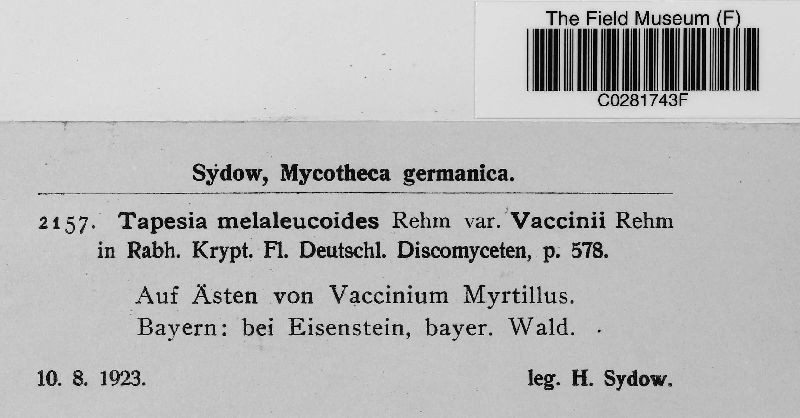 The Field Museum (F)
C0281743F
Sydow, Mycotheca germanica.
2157. Tapesia melaleucoides Rehm var. Vaccinii Rehm
in Rabh. Krypt. Fl. Deutschl. Discomyceten, p. 578.
Auf Ästen von Vaccinium Myrtillus.
Bayern: bei Eisenstein, bayer. Wald.
10. 8. 1923. leg. H. Sydow.